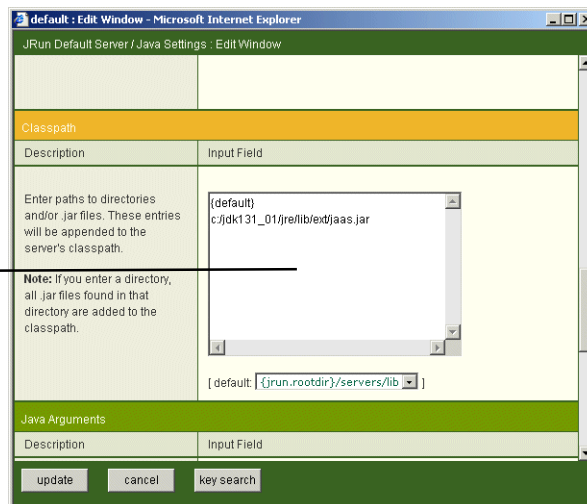 default : Edit Window - Microsoft Internet Explorer
JRun Default Server / Java Settings : Edit Window
Classpath
Description
Input Field
Enter paths to directories
and/or .jar files. These entries
will be appended to the
server's classpath.
Note: If you enter a directory,
all .jar files found in that
directory are added to the
classpath.
{default}
c:/jdk131_01/jre/lib/ext/jaas.jar
[ default: {jrun.rootdir}/servers/lib ]
Java Arguments
Description
Input Field
update
cancel
key search